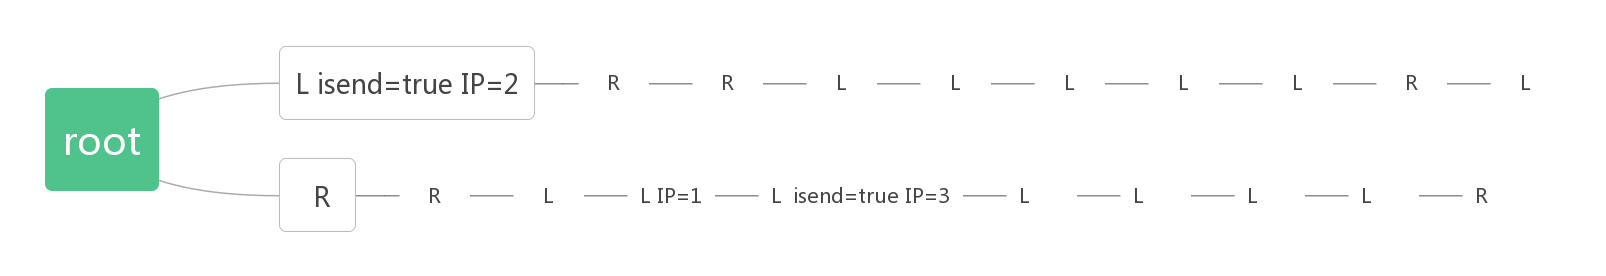 root
L isend=true IP=2 R R L L L L L R L
R R L L IP=1 L isend=true IP=3 L L L L R